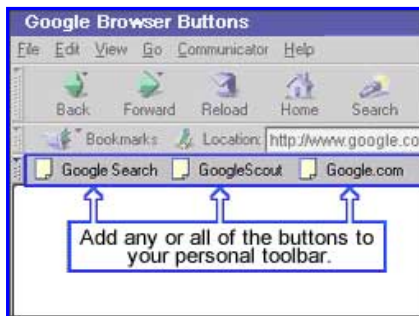 Google Browser Buttons
File Edit View Go Communicator Help
Back Forward Reload Home Search
Bookmarks Location: http://www.google.co
Google Search GoogleScout Google.com
Add any or all of the buttons to
your personal toolbar.